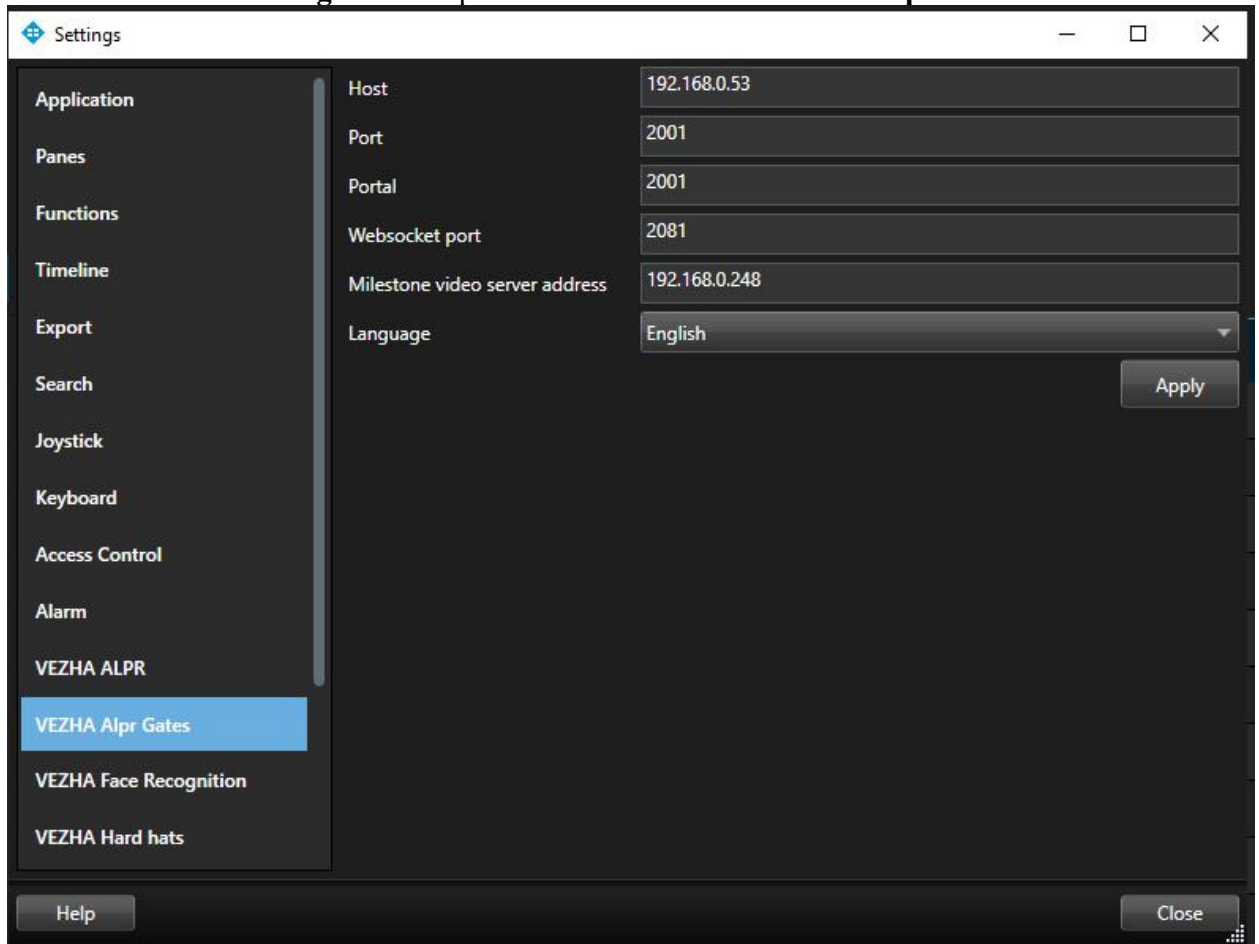 Settings
Application
Panes
Functions
Timeline
Export
Search
Joystick
Keyboard
Access Control
Alarm
VEZHA ALPR
VEZHA Alpr Gates
VEZHA Face Recognition
VEZHA Hard hats
Host 192.168.0.53
Port 2001
Portal 2001
Websocket port 2081
Milestone video server address 192.168.0.248
Language English
Apply
Help
Close